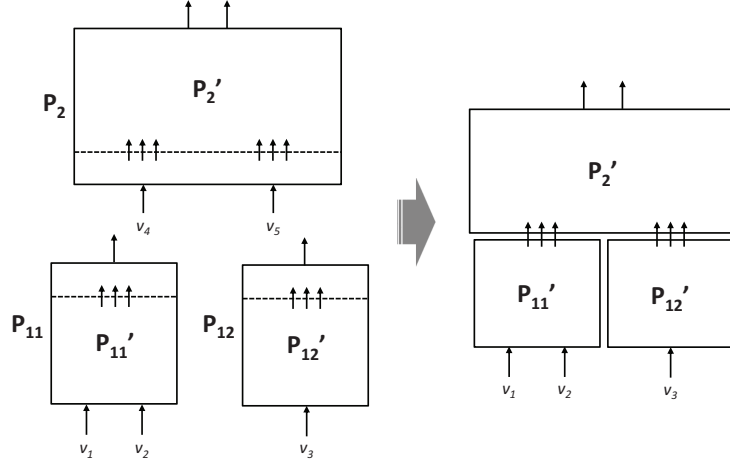 P₂
P₂’
v₄
v₅
P₁₁
P₁₁’
v₁
v₂
P₁₂
P₁₂’
v₃
P₂’
P₁₁’
P₁₂’
v₁
v₂
v₃